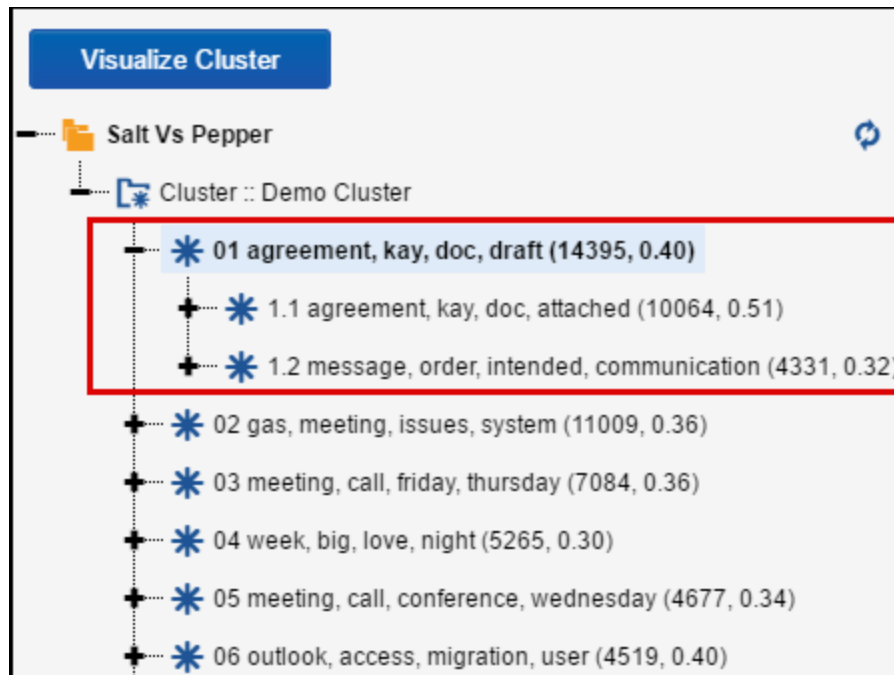 Visualize Cluster
Salt Vs Pepper
Cluster :: Demo Cluster
01 agreement, kay, doc, draft (14395, 0.40)
1.1 agreement, kay, doc, attached (10064, 0.51)
1.2 message, order, intended, communication (4331, 0.32)
02 gas, meeting, issues, system (11009, 0.36)
03 meeting, call, friday, thursday (7084, 0.36)
04 week, big, love, night (5265, 0.30)
05 meeting, call, conference, wednesday (4677, 0.34)
06 outlook, access, migration, user (4519, 0.40)